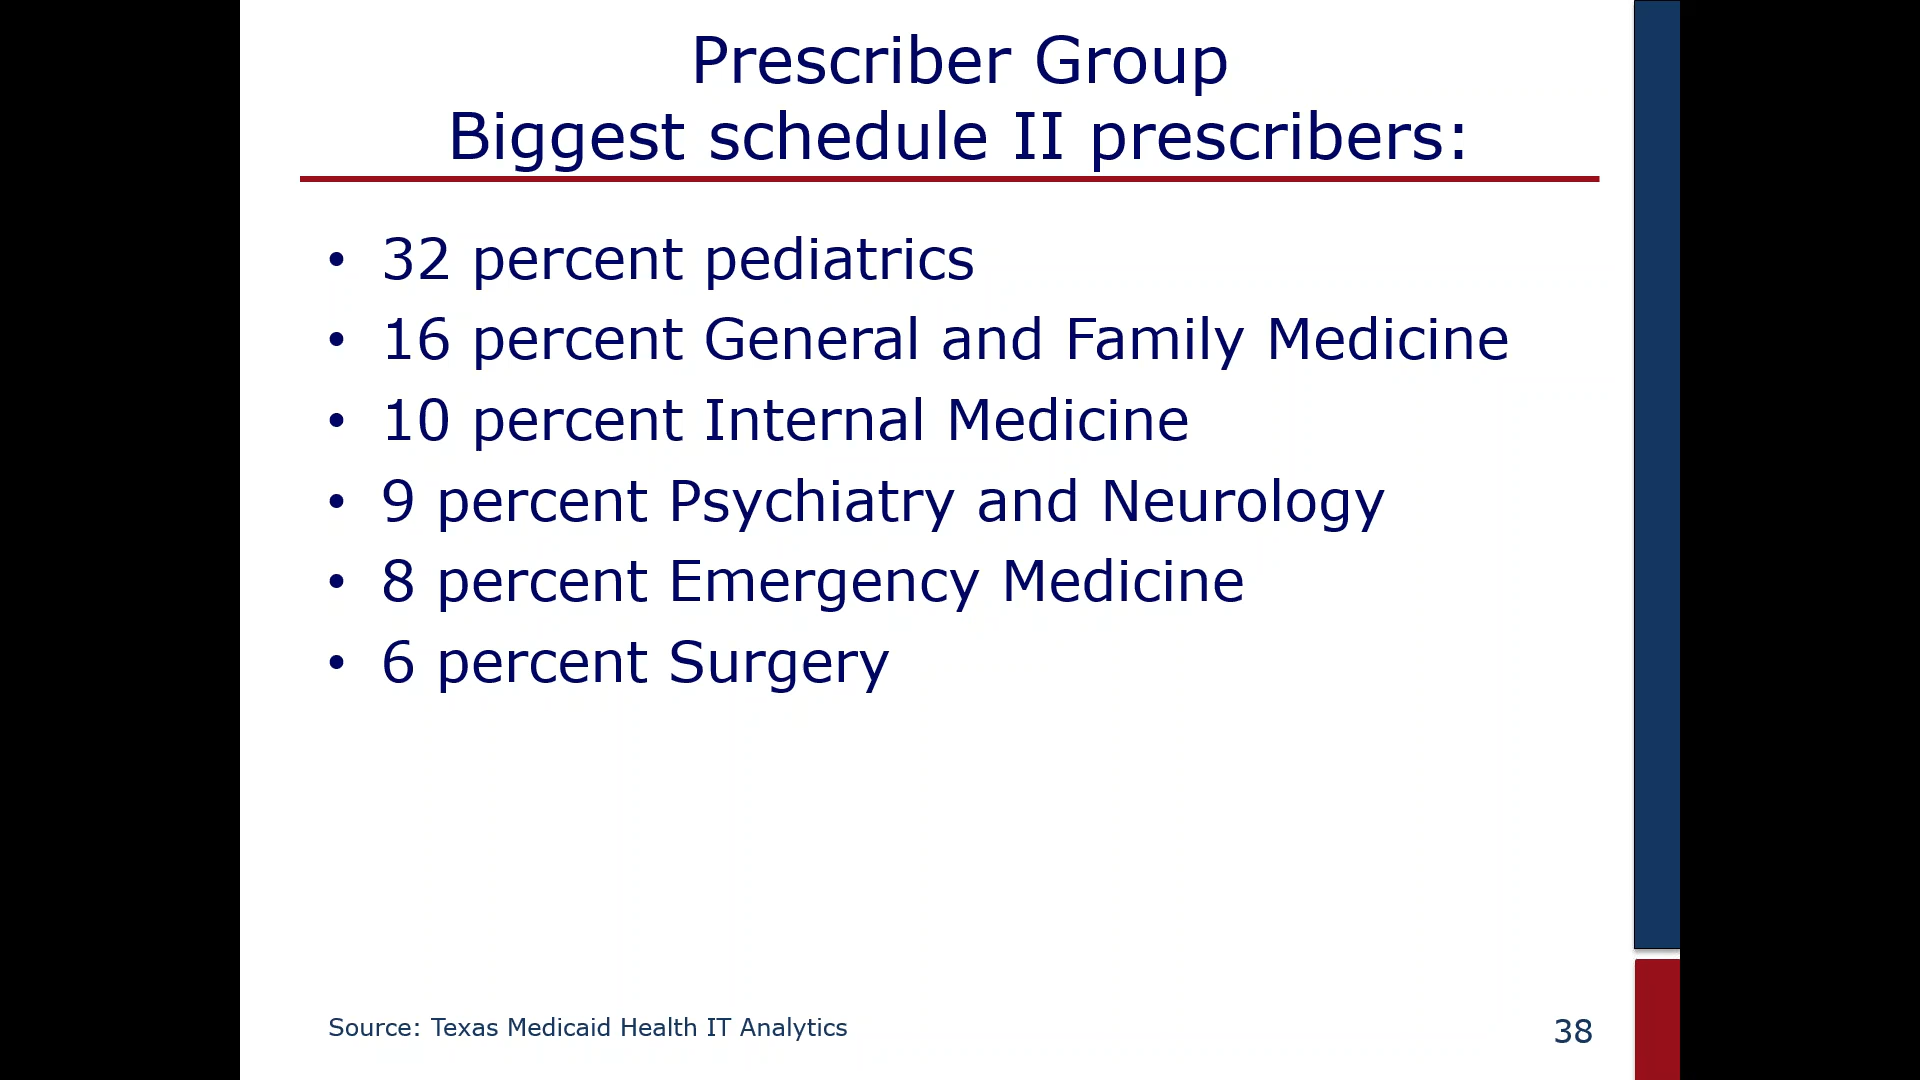 Prescriber Group
Biggest schedule II prescribers:
• 32 percent pediatrics
• 16 percent General and Family Medicine
• 10 percent Internal Medicine
• 9 percent Psychiatry and Neurology
• 8 percent Emergency Medicine
• 6 percent Surgery
Source: Texas Medicaid Health IT Analytics
38